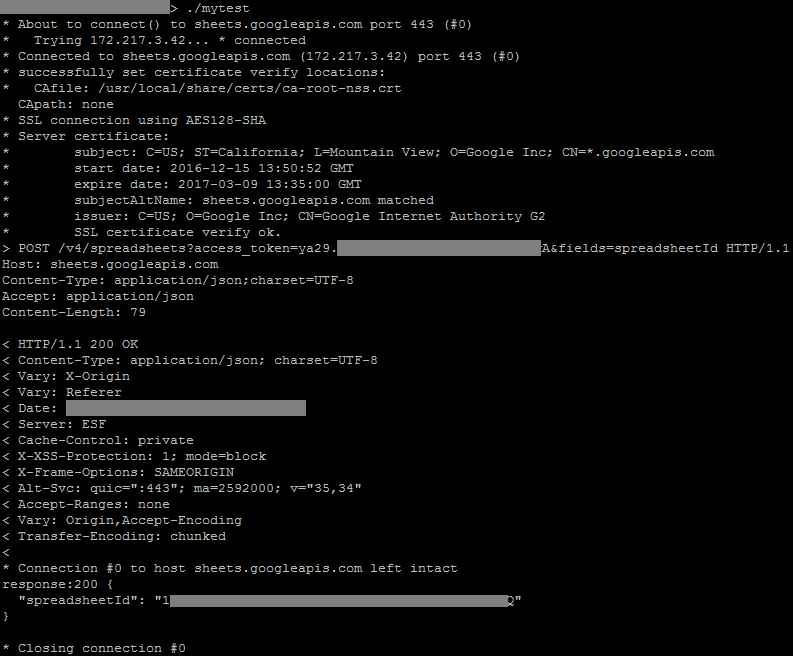 > ./mytest
* About to connect() to sheets.googleapis.com port 443 (#0)
*   Trying 172.217.3.42... * connected
* Connected to sheets.googleapis.com (172.217.3.42) port 443 (#0)
* successfully set certificate verify locations:
*   CAfile: /usr/local/share/certs/ca-root-nss.crt
  CApath: none
* SSL connection using AES128-SHA
* Server certificate:
*        subject: C=US; ST=California; L=Mountain View; O=Google Inc; CN=*.googleapis.com
*        start date: 2016-12-15 13:50:52 GMT
*        expire date: 2017-03-09 13:35:00 GMT
*        subjectAltName: sheets.googleapis.com matched
*        issuer: C=US; O=Google Inc; CN=Google Internet Authority G2
*        SSL certificate verify ok.
> POST /v4/spreadsheets?access_token=ya29. A&fields=spreadsheetId HTTP/1.1
Host: sheets.googleapis.com
Content-Type: application/json;charset=UTF-8
Accept: application/json
Content-Length: 79

< HTTP/1.1 200 OK
< Content-Type: application/json; charset=UTF-8
< Vary: X-Origin
< Vary: Referer
< Date:
< Server: ESF
< Cache-Control: private
< X-XSS-Protection: 1; mode=block
< X-Frame-Options: SAMEORIGIN
< Alt-Svc: quic=":443"; ma=2592000; v="35,34"
< Accept-Ranges: none
< Vary: Origin,Accept-Encoding
< Transfer-Encoding: chunked
<
* Connection #0 to host sheets.googleapis.com left intact
response:200 {
  "spreadsheetId": "1 Q"
}

* Closing connection #0